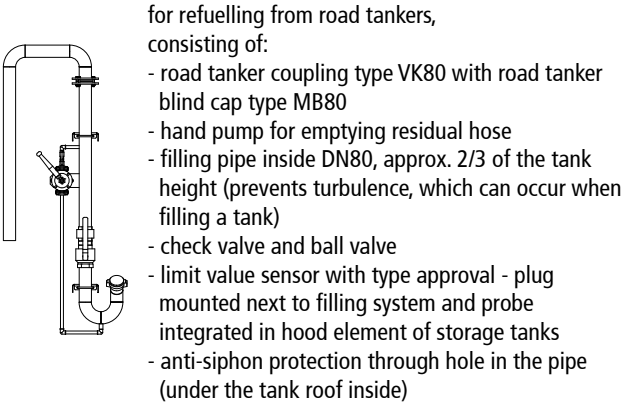 for refuelling from road tankers,
consisting of:
- road tanker coupling type VK80 with road tanker
blind cap type MB80
- hand pump for emptying residual hose
- filling pipe inside DN80, approx. 2/3 of the tank
height (prevents turbulence, which can occur when
filling a tank)
- check valve and ball valve
- limit value sensor with type approval - plug
mounted next to filling system and probe
integrated in hood element of storage tanks
- anti-siphon protection through hole in the pipe
(under the tank roof inside)